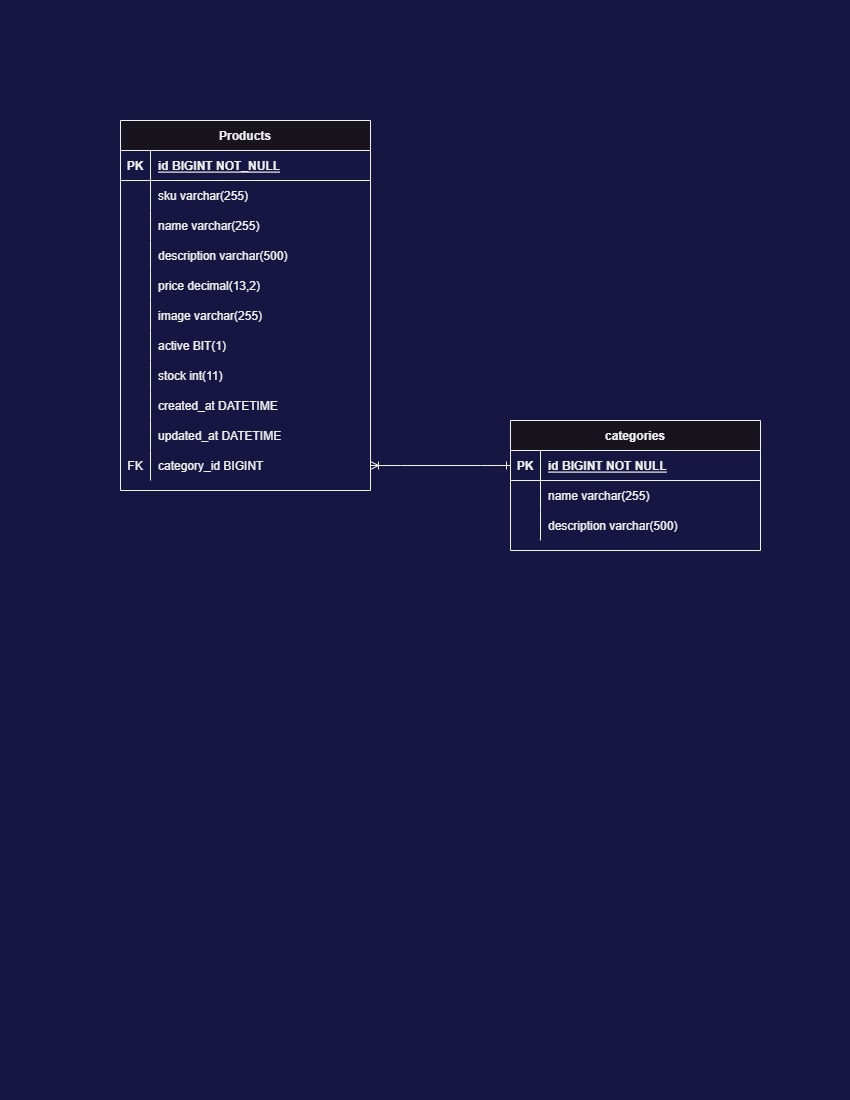 Products
PK id BIGINT NOT_NULL
sku varchar(255)
name varchar(255)
description varchar(500)
price decimal(13,2)
image varchar(255)
active BIT(1)
stock int(11)
created_at DATETIME
updated_at DATETIME
FK category_id BIGINT
categories
PK id BIGINT NOT NULL
name varchar(255)
description varchar(500)